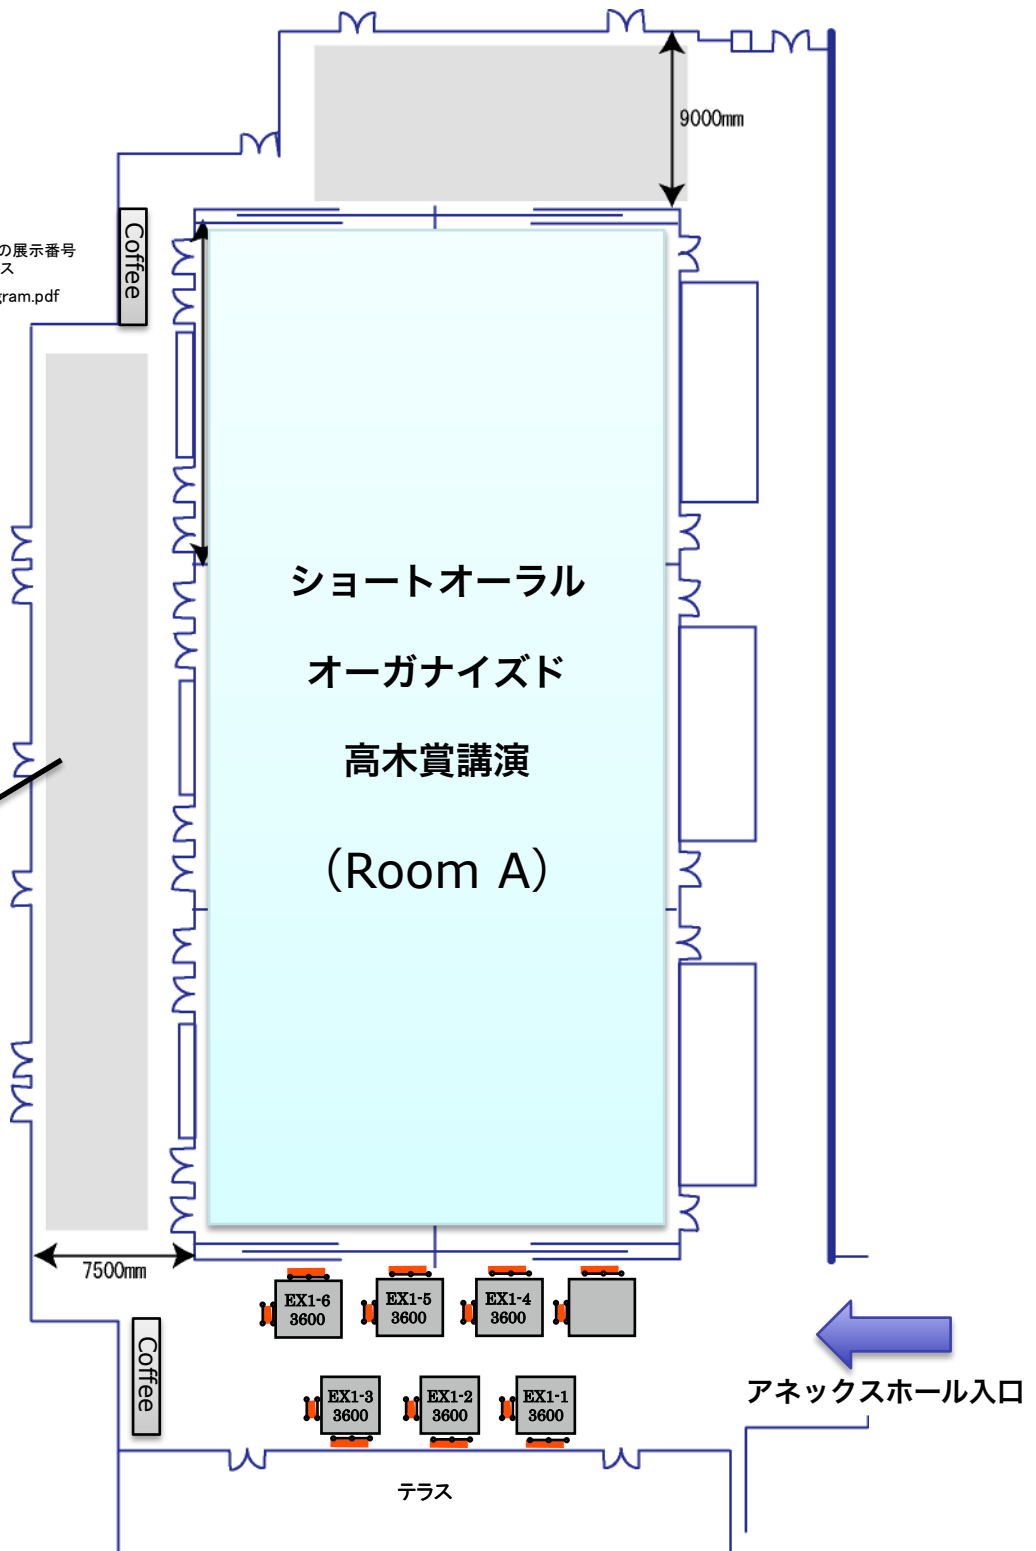 9000mm
の展示番号
ス
ram.pdf
Coffee
ショートオーラル
オーガナイズド
高木賞講演
（Room A）
7500mm
EX1-6
3600
EX1-5
3600
EX1-4
3600
Coffee
EX1-3
3600
EX1-2
3600
EX1-1
3600
アネックスホール入口
テラス